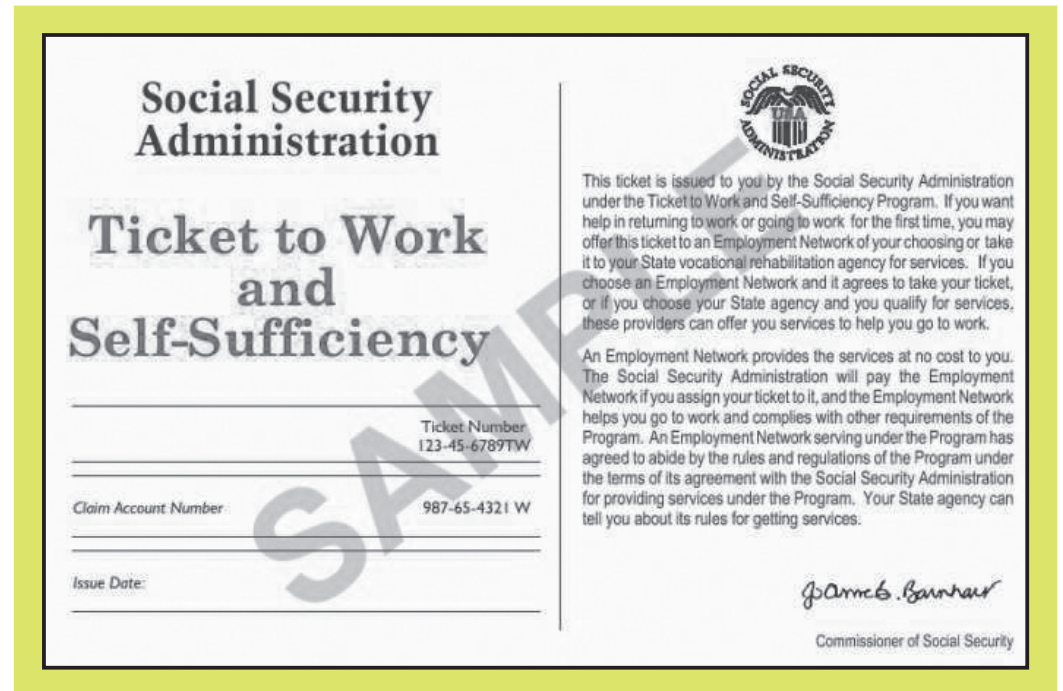 Social Security
Administration
Ticket to Work
and
Self-Sufficiency
Ticket Number
123-45-6789TW
Claim Account Number 987-65-4321 W
Issue Date:
SOCIAL SECURITY ADMINISTRATION
USA
This ticket is issued to you by the Social Security Administration
under the Ticket to Work and Self-Sufficiency Program. If you want
help in returning to work or going to work for the first time, you may
offer this ticket to an Employment Network of your choosing or take
it to your State vocational rehabilitation agency for services. If you
choose an Employment Network and it agrees to take your ticket,
or if you choose your State agency and you qualify for services,
these providers can offer you services to help you go to work.
An Employment Network provides the services at no cost to you.
The Social Security Administration will pay the Employment
Network if you assign your ticket to it, and the Employment Network
helps you go to work and complies with other requirements of the
Program. An Employment Network serving under the Program has
agreed to abide by the rules and regulations of the Program under
the terms of its agreement with the Social Security Administration
for providing services under the Program. Your State agency can
tell you about its rules for getting services.
Commissioner of Social Security
SAMPLE